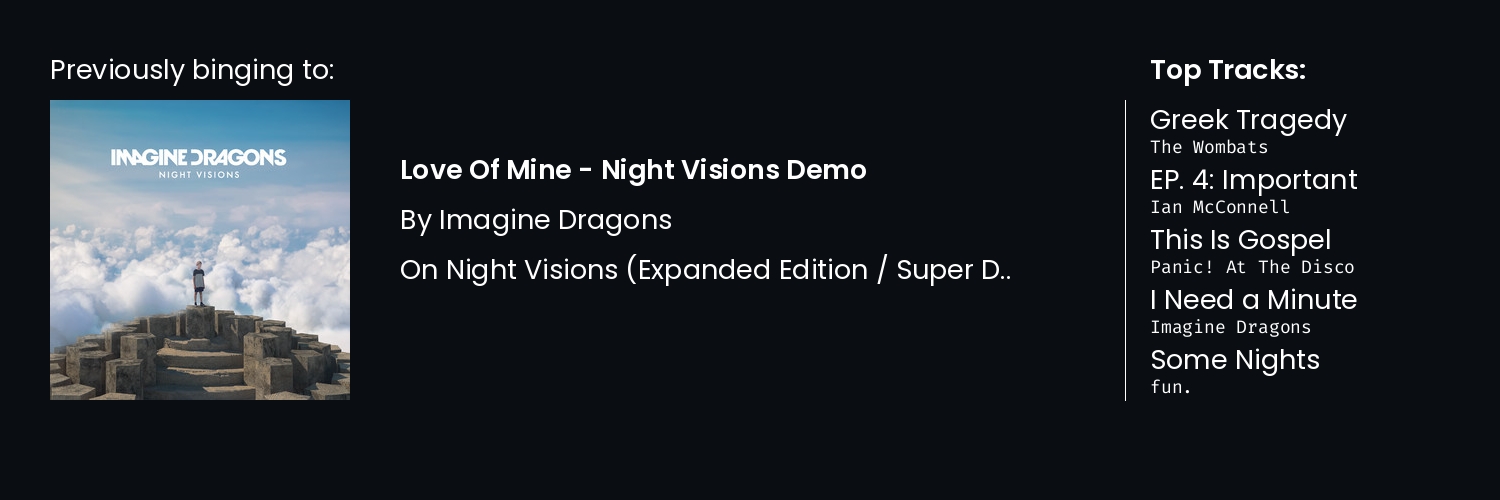 Previously binging to:
IMAGINE DRAGONS
NIGHT VISIONS
Love Of Mine - Night Visions Demo
By Imagine Dragons
On Night Visions (Expanded Edition / Super D..
Top Tracks:
Greek Tragedy
The Wombats
EP. 4: Important
Ian McConnell
This Is Gospel
Panic! At The Disco
I Need a Minute
Imagine Dragons
Some Nights
fun.